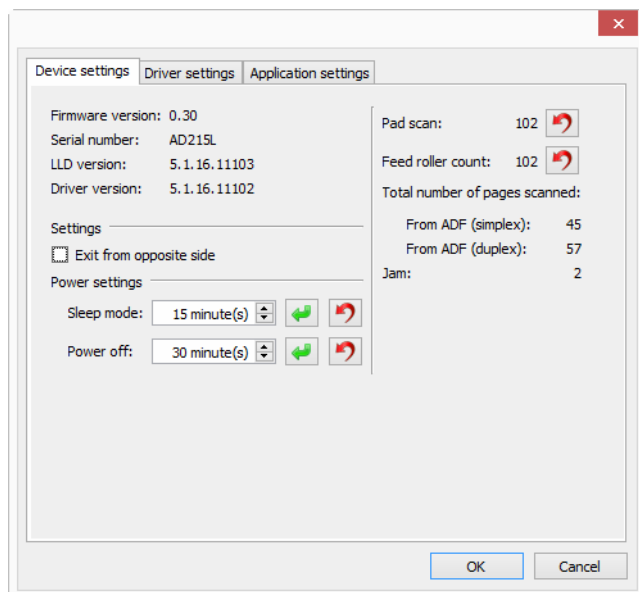 Device settings Driver settings Application settings
Firmware version: 0.30
Serial number: AD215L
LLD version: 5.1.16.11103
Driver version: 5.1.16.11102
Settings
Exit from opposite side
Power settings
Sleep mode: 15 minute(s)
Power off: 30 minute(s)
Pad scan: 102
Feed roller count: 102
Total number of pages scanned:
From ADF (simplex): 45
From ADF (duplex): 57
Jam: 2
OK Cancel